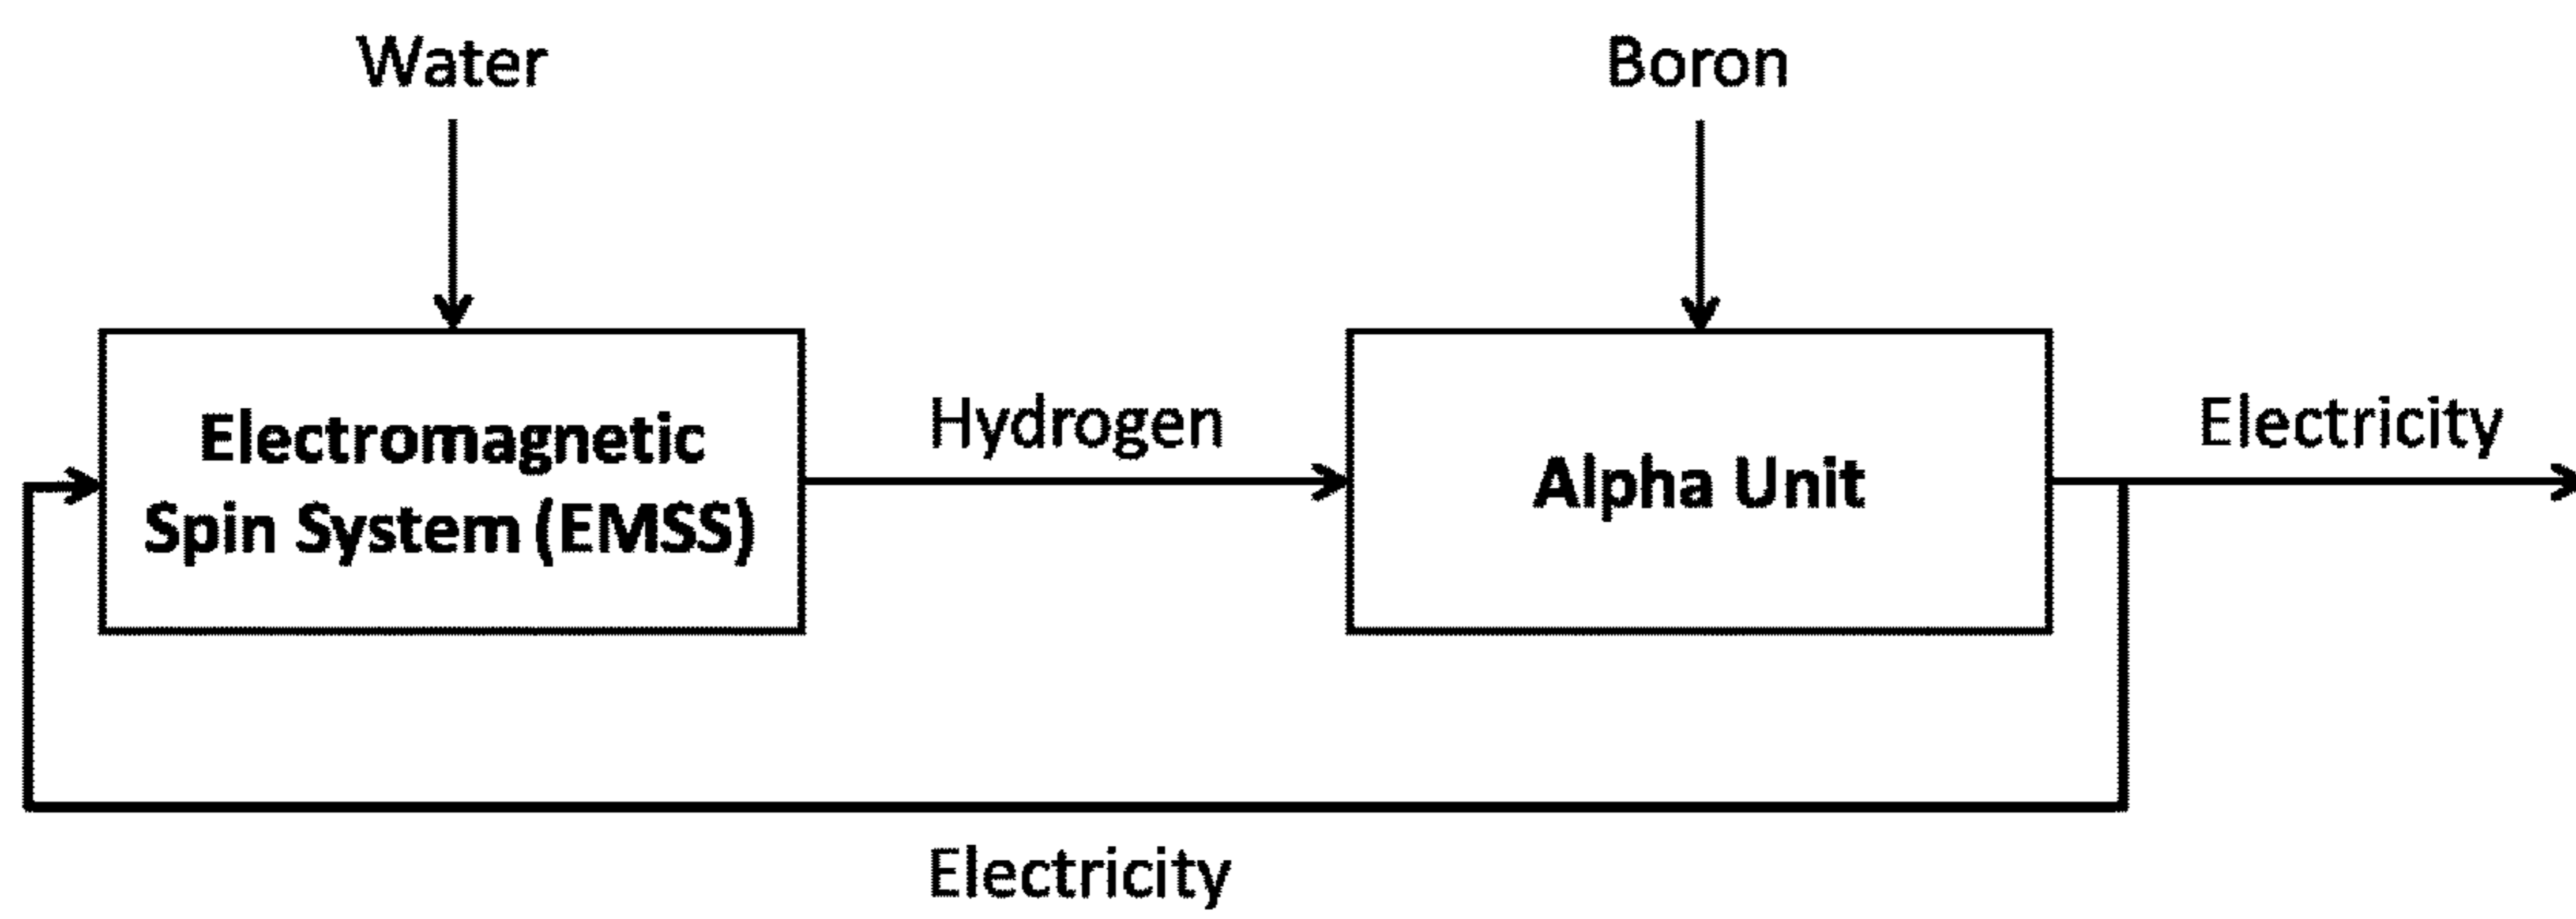 Water
Boron
Electromagnetic
Spin System (EMSS)
Hydrogen
Alpha Unit
Electricity
Electricity